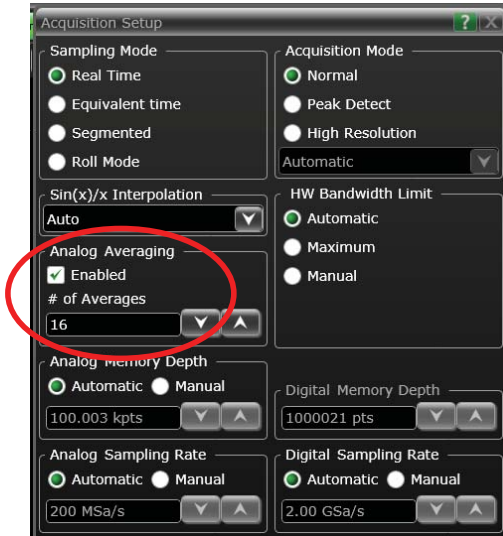 Acquisition Setup
?
X
Sampling Mode
Real Time
Equivalent time
Segmented
Roll Mode
Acquisition Mode
Normal
Peak Detect
High Resolution
Automatic
Sin(x)/x Interpolation
Auto
HW Bandwidth Limit
Automatic
Maximum
Manual
Analog Averaging
Enabled
# of Averages
16
Analog Memory Depth
Automatic Manual
100.003 kpts
Digital Memory Depth
1000021 pts
Analog Sampling Rate
Automatic Manual
200 MSa/s
Digital Sampling Rate
Automatic Manual
2.00 GSa/s